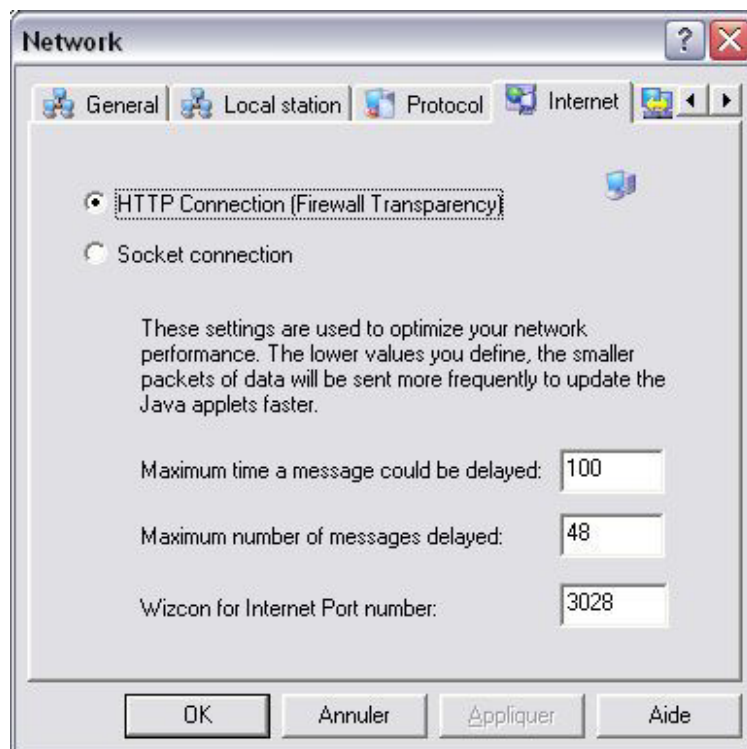 Network
General
Local station
Protocol
Internet
HTTP Connection (Firewall Transparency)
Socket connection
These settings are used to optimize your network
performance. The lower values you define, the smaller
packets of data will be sent more frequently to update the
Java applets faster.
Maximum time a message could be delayed: 100
Maximum number of messages delayed: 48
Wizcon for Internet Port number: 3028
OK Annuler Appliquer Aide